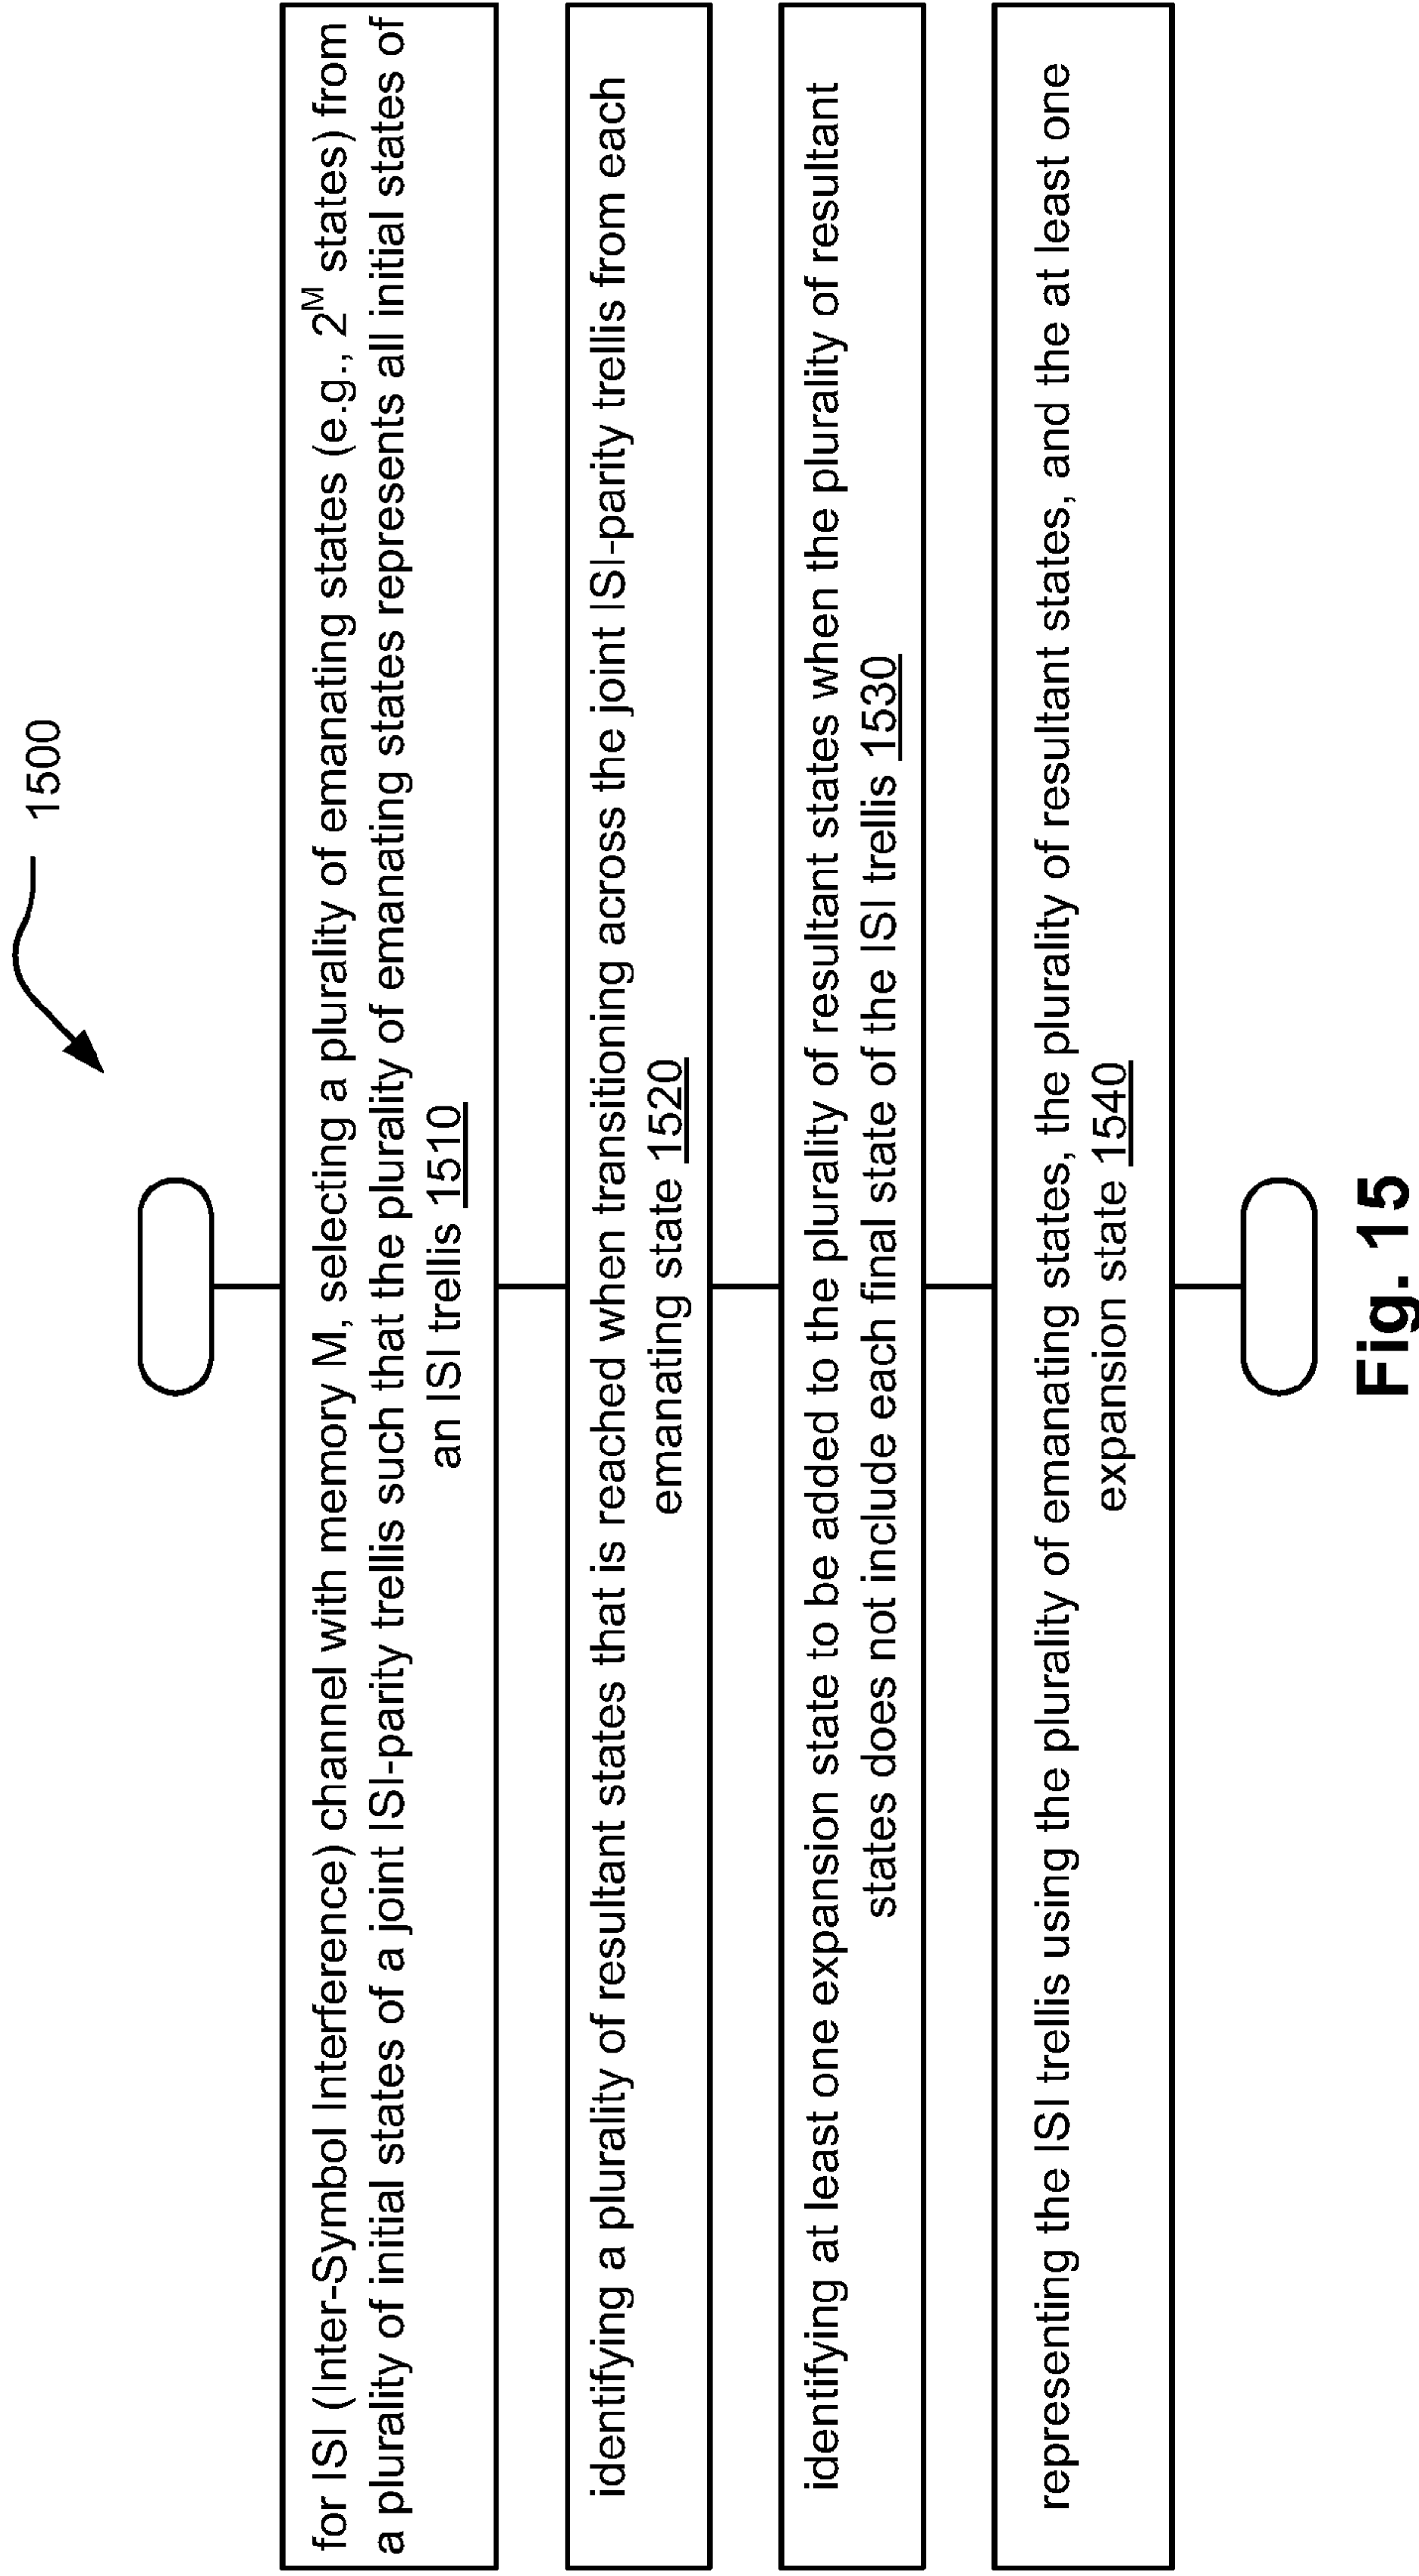 1500
for ISI (Inter-Symbol Interference) channel with memory M, selecting a plurality of emanating states (e.g., 2^M states) from
a plurality of initial states of a joint ISI-parity trellis such that the plurality of emanating states represents all initial states of
an ISI trellis 1510
identifying a plurality of resultant states that is reached when transitioning across the joint ISI-parity trellis from each
emanating state 1520
identifying at least one expansion state to be added to the plurality of resultant states when the plurality of resultant
states does not include each final state of the ISI trellis 1530
representing the ISI trellis using the plurality of emanating states, the plurality of resultant states, and the at least one
expansion state 1540
Fig. 15